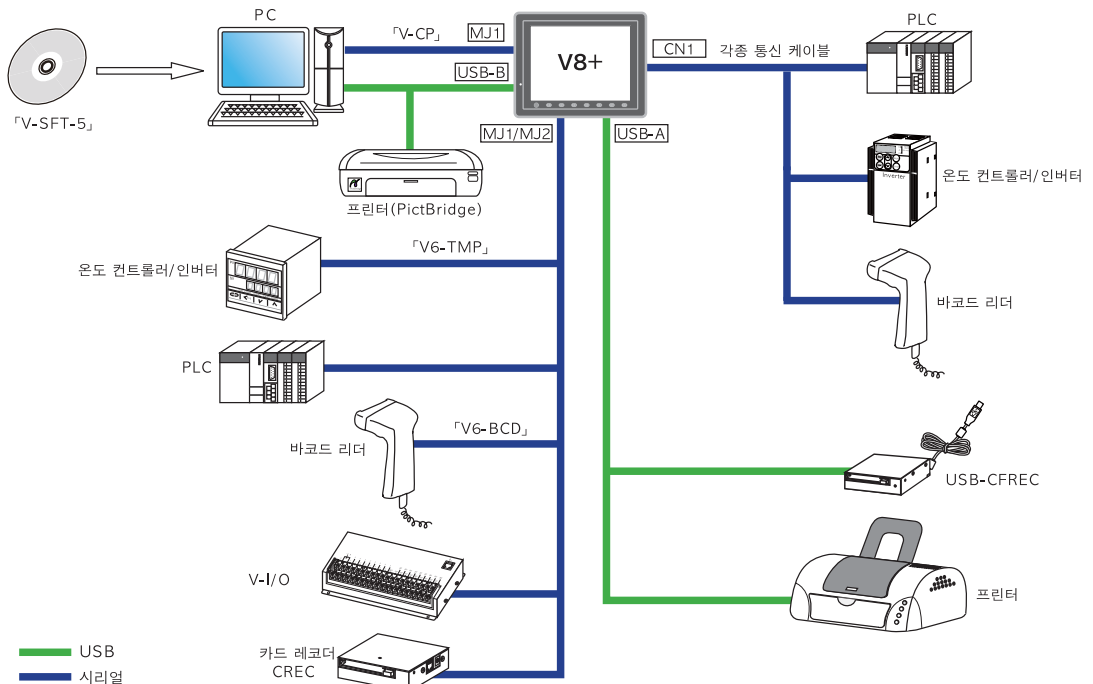 PC
「V-CP」
MJ1
V8+
CN1
각종 통신 케이블
PLC
USB-B
「V-SFT-5」
MJ1/MJ2
USB-A
Inverter
온도 컨트롤러/인버터
프린터(PictBridge)
「V6-TMP」
온도 컨트롤러/인버터
바코드 리더
PLC
「V6-BCD」
바코드 리더
USB-CFREC
V-I/O
프린터
카드 레코더
CREC
USB
시리얼